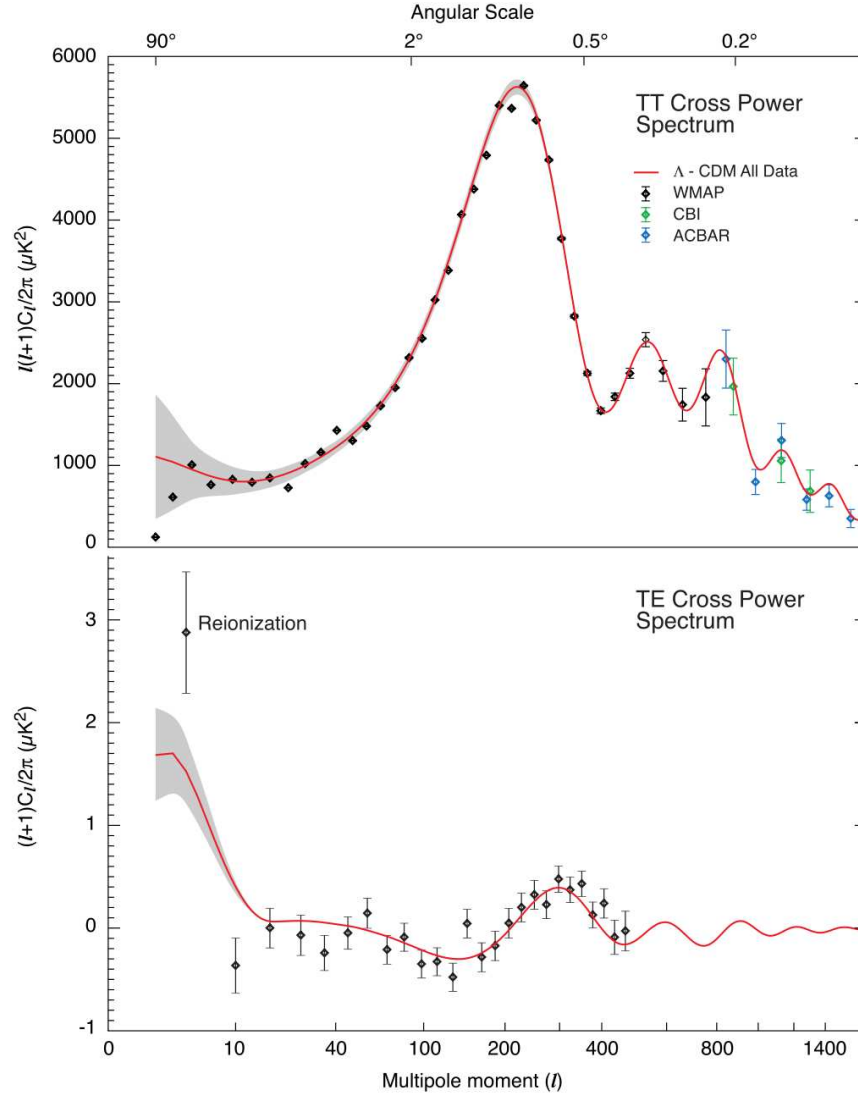 Angular Scale
90° 2° 0.5° 0.2°
6000
5000
4000
3000
2000
1000
0
l(l+1)Cl/2π (μK²)
TT Cross Power
Spectrum
Λ - CDM All Data
WMAP
CBI
ACBAR
3
2
1
0
-1
(l+1)Cl/2π (μK²)
Reionization
TE Cross Power
Spectrum
0 10 40 100 200 400 800 1400
Multipole moment (l)